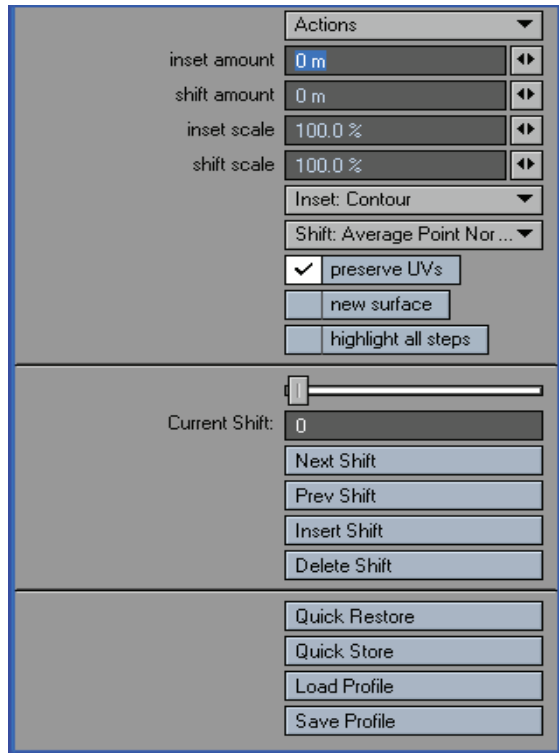 Actions
inset amount 0 m
shift amount 0 m
inset scale 100.0 %
shift scale 100.0 %
Inset: Contour
Shift: Average Point Nor...
preserve UVs
new surface
highlight all steps
Current Shift: 0
Next Shift
Prev Shift
Insert Shift
Delete Shift
Quick Restore
Quick Store
Load Profile
Save Profile